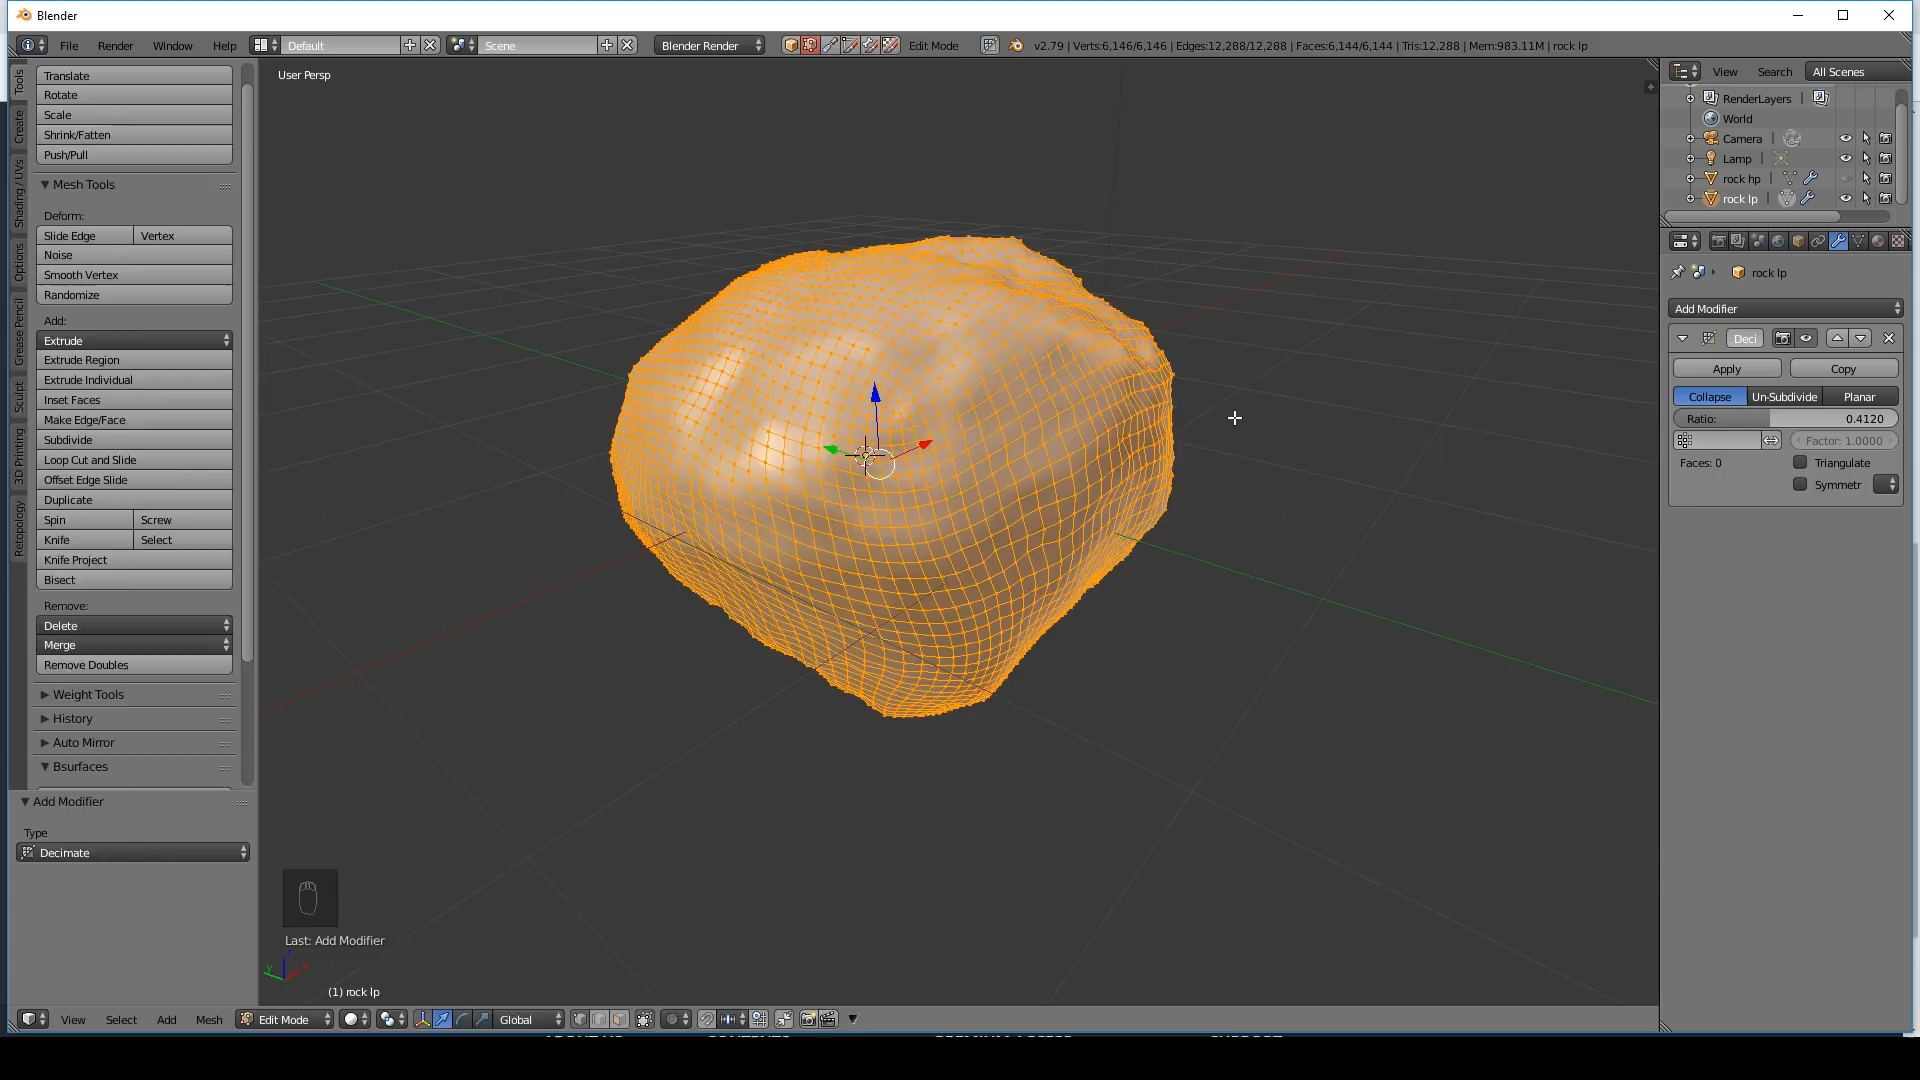 Blender
File Render Window Help Default Scene Blender Render Edit Mode v2.79 | Verts:6,146/6,146 | Edges:12,288/12,288 | Faces:6,144/6,144 | Tris:12,288 | Mem:983.11M | rock lp
Tools
Create
Shading / UVs
Options
Grease Pencil
Sculpt
3D Printing
Retopology
Translate
Rotate
Scale
Shrink/Fatten
Push/Pull
Mesh Tools
Deform:
Slide Edge Vertex
Noise
Smooth Vertex
Randomize
Add:
Extrude
Extrude Region
Extrude Individual
Inset Faces
Make Edge/Face
Subdivide
Loop Cut and Slide
Offset Edge Slide
Duplicate
Spin Screw
Knife Select
Knife Project
Bisect
Remove:
Delete
Merge
Remove Doubles
Weight Tools
History
Auto Mirror
Bsurfaces
Add Modifier
Type
Decimate
User Persp
Last: Add Modifier
(1) rock lp
View Select Add Mesh Edit Mode Global
View Search All Scenes
RenderLayers |
World
Camera |
Lamp |
rock hp |
rock lp |
rock lp
Add Modifier
Deci
Apply Copy
Collapse Un-Subdivide Planar
Ratio: 0.4120
Factor: 1.0000
Faces: 0 Triangulate
Symmetr